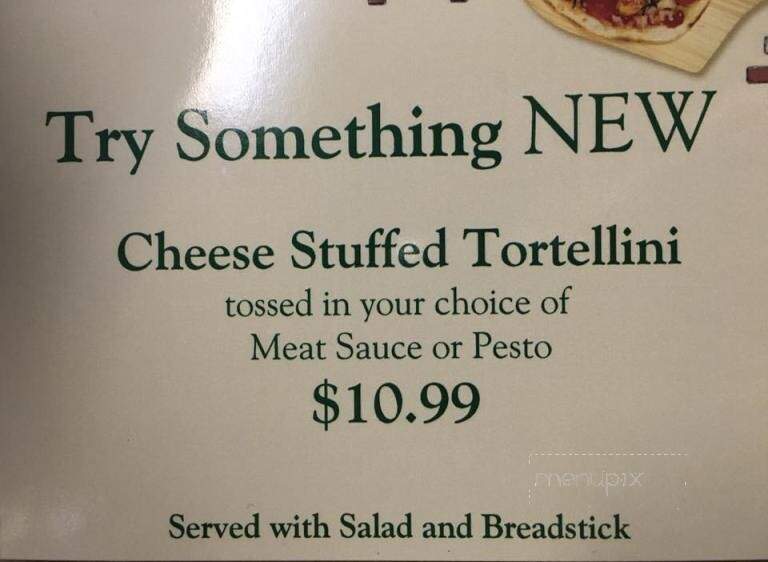 Try Something NEW
Cheese Stuffed Tortellini
tossed in your choice of
Meat Sauce or Pesto
$10.99
menupix
Served with Salad and Breadstick